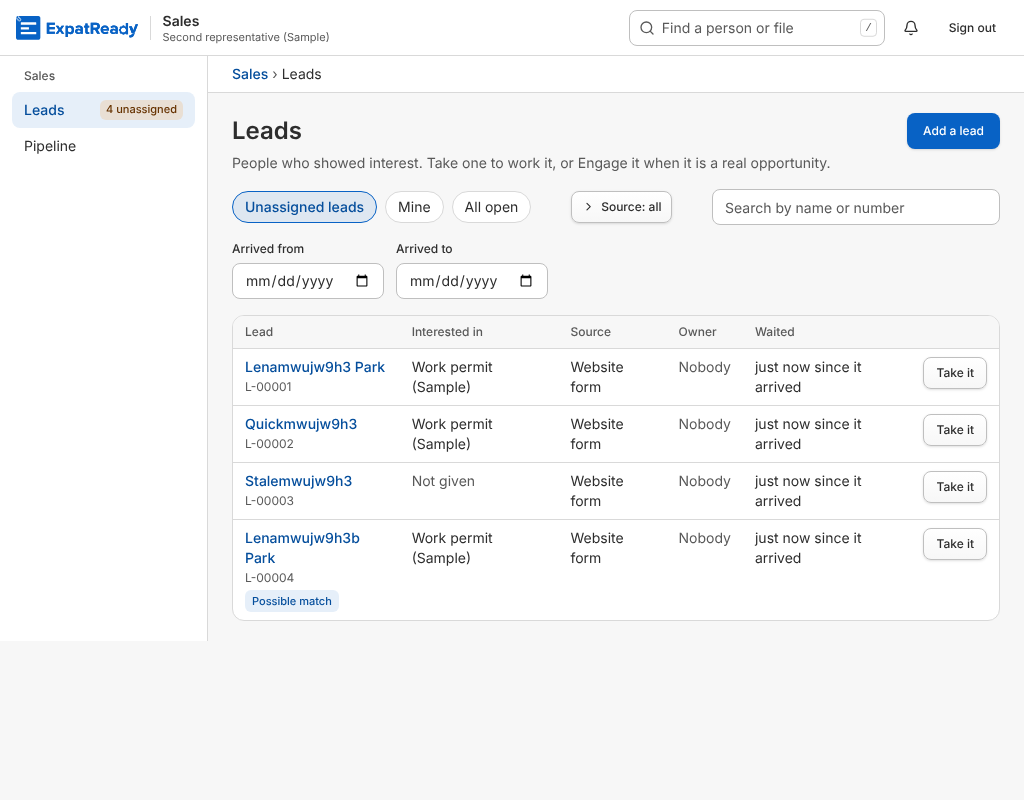 ExpatReady
Sales
Second representative (Sample)
Find a person or file
/
Sign out
Sales
Leads
4 unassigned
Pipeline
Sales › Leads
Leads
Add a lead
People who showed interest. Take one to work it, or Engage it when it is a real opportunity.
Unassigned leads
Mine
All open
Source: all
Search by name or number
Arrived from
Arrived to
mm/dd/yyyy
mm/dd/yyyy
Lead
Interested in
Source
Owner
Waited
Lenamwujw9h3 Park
L-00001
Work permit
(Sample)
Website
form
Nobody
just now since it
arrived
Take it
Quickmwujw9h3
L-00002
Work permit
(Sample)
Website
form
Nobody
just now since it
arrived
Take it
Stalemwujw9h3
L-00003
Not given
Website
form
Nobody
just now since it
arrived
Take it
Lenamwujw9h3b
Park
L-00004
Possible match
Work permit
(Sample)
Website
form
Nobody
just now since it
arrived
Take it